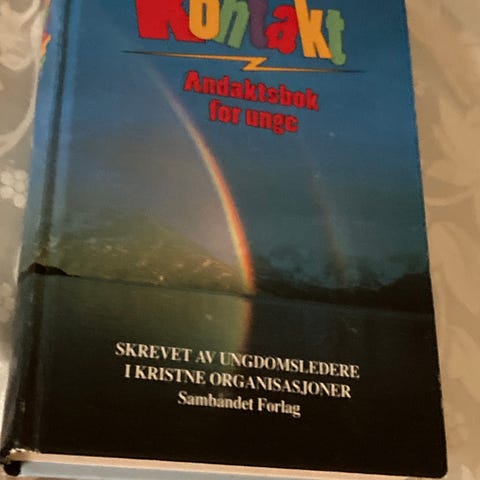 Kontakt
Andaktsbok
for unge
SKREVET AV UNGDOMSLEDERE
I KRISTNE ORGANISASJONER
Sambåndet Forlag